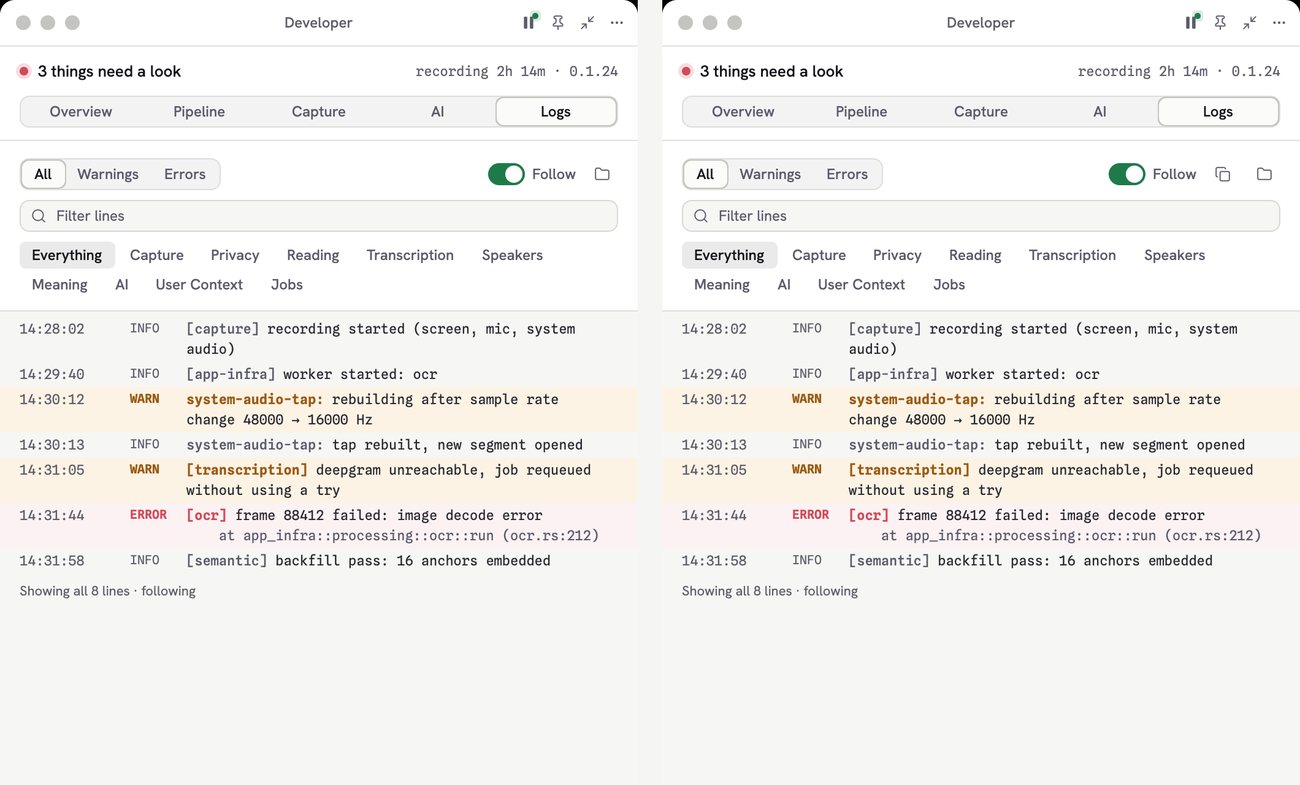 Developer
3 things need a look
recording 2h 14m · 0.1.24
Overview Pipeline Capture AI Logs
All Warnings Errors Follow
Filter lines
Everything Capture Privacy Reading Transcription Speakers
Meaning AI User Context Jobs
14:28:02 INFO [capture] recording started (screen, mic, system
audio)
14:29:40 INFO [app-infra] worker started: ocr
14:30:12 WARN system-audio-tap: rebuilding after sample rate
change 48000 → 16000 Hz
14:30:13 INFO system-audio-tap: tap rebuilt, new segment opened
14:31:05 WARN [transcription] deepgram unreachable, job requeued
without using a try
14:31:44 ERROR [ocr] frame 88412 failed: image decode error
at app_infra::processing::ocr::run (ocr.rs:212)
14:31:58 INFO [semantic] backfill pass: 16 anchors embedded
Showing all 8 lines · following
Developer
3 things need a look
recording 2h 14m · 0.1.24
Overview Pipeline Capture AI Logs
All Warnings Errors Follow
Filter lines
Everything Capture Privacy Reading Transcription Speakers
Meaning AI User Context Jobs
14:28:02 INFO [capture] recording started (screen, mic, system
audio)
14:29:40 INFO [app-infra] worker started: ocr
14:30:12 WARN system-audio-tap: rebuilding after sample rate
change 48000 → 16000 Hz
14:30:13 INFO system-audio-tap: tap rebuilt, new segment opened
14:31:05 WARN [transcription] deepgram unreachable, job requeued
without using a try
14:31:44 ERROR [ocr] frame 88412 failed: image decode error
at app_infra::processing::ocr::run (ocr.rs:212)
14:31:58 INFO [semantic] backfill pass: 16 anchors embedded
Showing all 8 lines · following